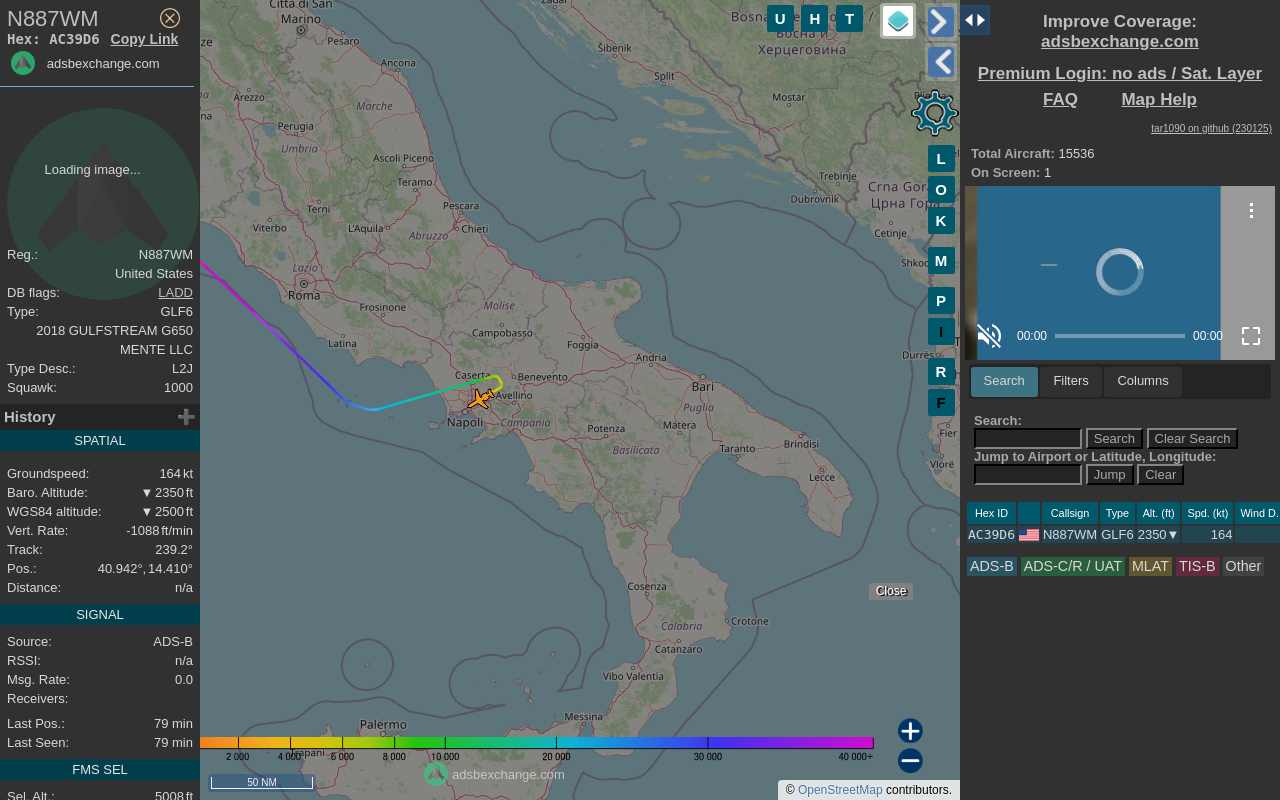 N887WM
Hex: AC39D6 Copy Link
adsbexchange.com
Loading image...
Reg.: N887WM
United States
DB flags: LADD
Type: GLF6
2018 GULFSTREAM G650
MENTE LLC
Type Desc.: L2J
Squawk: 1000
History
SPATIAL
Groundspeed: 164 kt
Baro. Altitude: ▼ 2350 ft
WGS84 altitude: ▼ 2500 ft
Vert. Rate: -1088 ft/min
Track: 239.2°
Pos.: 40.942°, 14.410°
Distance: n/a
SIGNAL
Source: ADS-B
RSSI: n/a
Msg. Rate: 0.0
Receivers:
Last Pos.: 79 min
Last Seen: 79 min
FMS SEL
Sel. Alt.: 5008 ft
Città di San
Marino
Pesaro
Ancona
Arezzo
Marche
Perugia
Umbria
Ascoli Piceno
Teramo
Terni
Pescara
Viterbo
L'Aquila
Chieti
Abruzzo
Lazio
Roma
Frosinone
Molise
Latina
Campobasso
Foggia
Caserta
Benevento
Andria
Avellino
Bari
Napoli
Campania
Puglia
Potenza
Matera
Basilicata
Taranto
Brindisi
Lecce
Cosenza
Crotone
Calabria
Catanzaro
Vibo Valentia
Messina
Palermo
Zadar
Šibenik
Split
Bosna
Босна и
Херцеговина
Mostar
Trebinje
Dubrovnik
Crna Gora
Црна Гора
Cetinje
Durrës
Fier
Vlorë
U H T
L
O
K
M
P
I
R
F
Close
2 000 4 000 6 000 8 000 10 000 20 000 30 000 40 000+
50 NM
adsbexchange.com
© OpenStreetMap contributors.
Improve Coverage:
adsbexchange.com
Premium Login: no ads / Sat. Layer
FAQ Map Help
tar1090 on github (230125)
Total Aircraft: 15536
On Screen: 1
00:00 00:00
Search Filters Columns
Search:
Search Clear Search
Jump to Airport or Latitude, Longitude:
Jump Clear
Hex ID Callsign Type Alt. (ft) Spd. (kt) Wind D.
AC39D6 N887WM GLF6 2350▼ 164
ADS-B ADS-C/R / UAT MLAT TIS-B Other